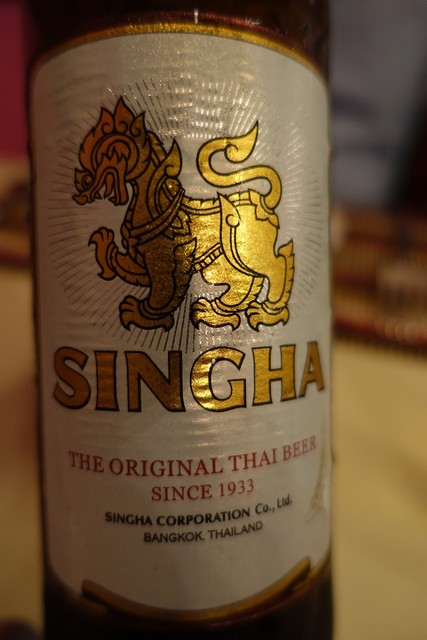 SINGHA
THE ORIGINAL THAI BEER
SINCE 1933
SINGHA CORPORATION Co., Ltd.
BANGKOK, THAILAND